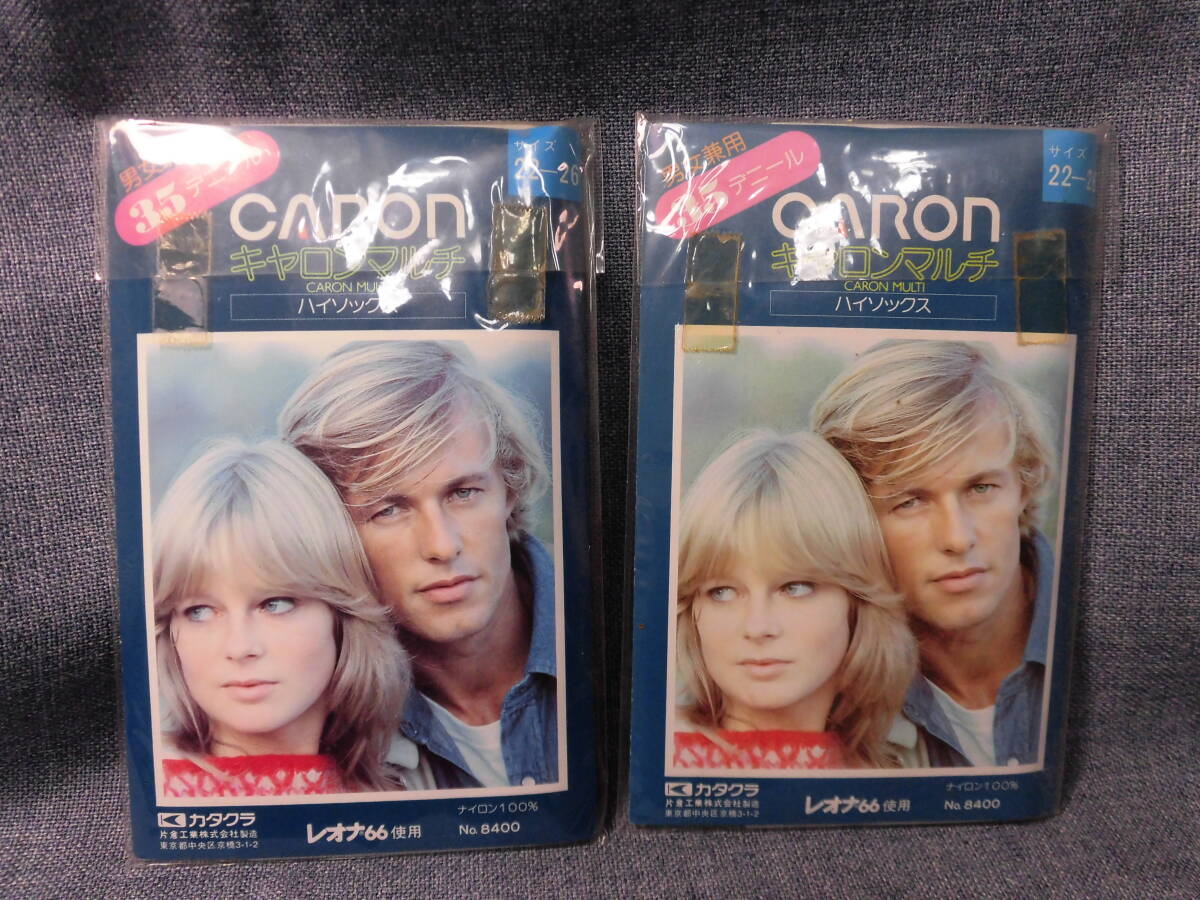 男女
35デニール
サイズ
22—26
CARON
キャロンマルチ
CARON MULTI
ハイソックス
カタクラ
片倉工業株式会社製造
東京都中央区京橋3-1-2
レオナ66使用
ナイロン100%
No.8400
男女兼用
35デニール
サイズ
22—2
CARON
キャロンマルチ
CARON MULTI
ハイソックス
カタクラ
片倉工業株式会社製造
東京都中央区京橋3-1-2
レオナ66使用
ナイロン100%
No.8400